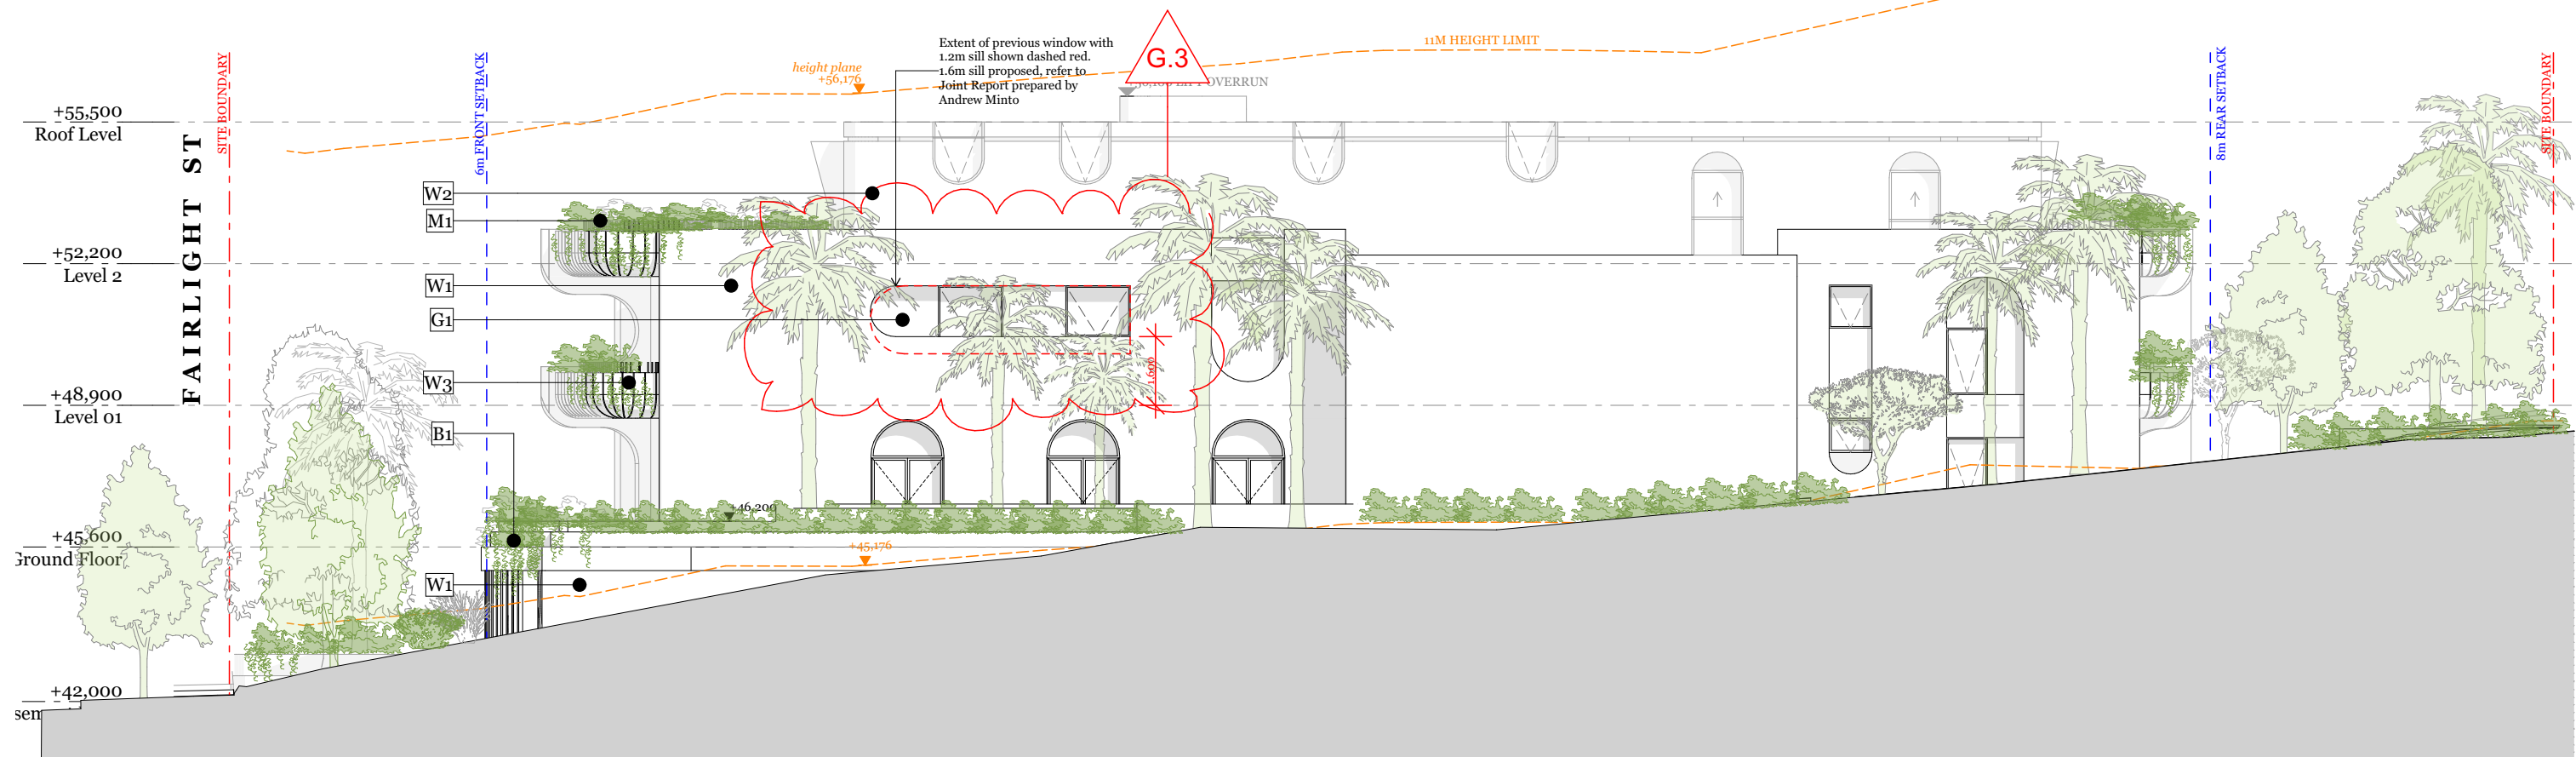 Extent of previous window with
1.2m sill shown dashed red.
1.6m sill proposed, refer to
Joint Report prepared by
Andrew Minto
G.3
11M HEIGHT LIMIT
height plane
+56,176
LIFT OVERRUN
SITE BOUNDARY
6m FRONT SETBACK
8m REAR SETBACK
SITE BOUNDARY
FAIRLIGHT ST
+55,500
Roof Level
W2
M1
+52,200
Level 2
W1
G1
W3
1,600
+48,900
Level 01
B1
+46,200
+45,600
Ground Floor
+45,176
W1
+42,000